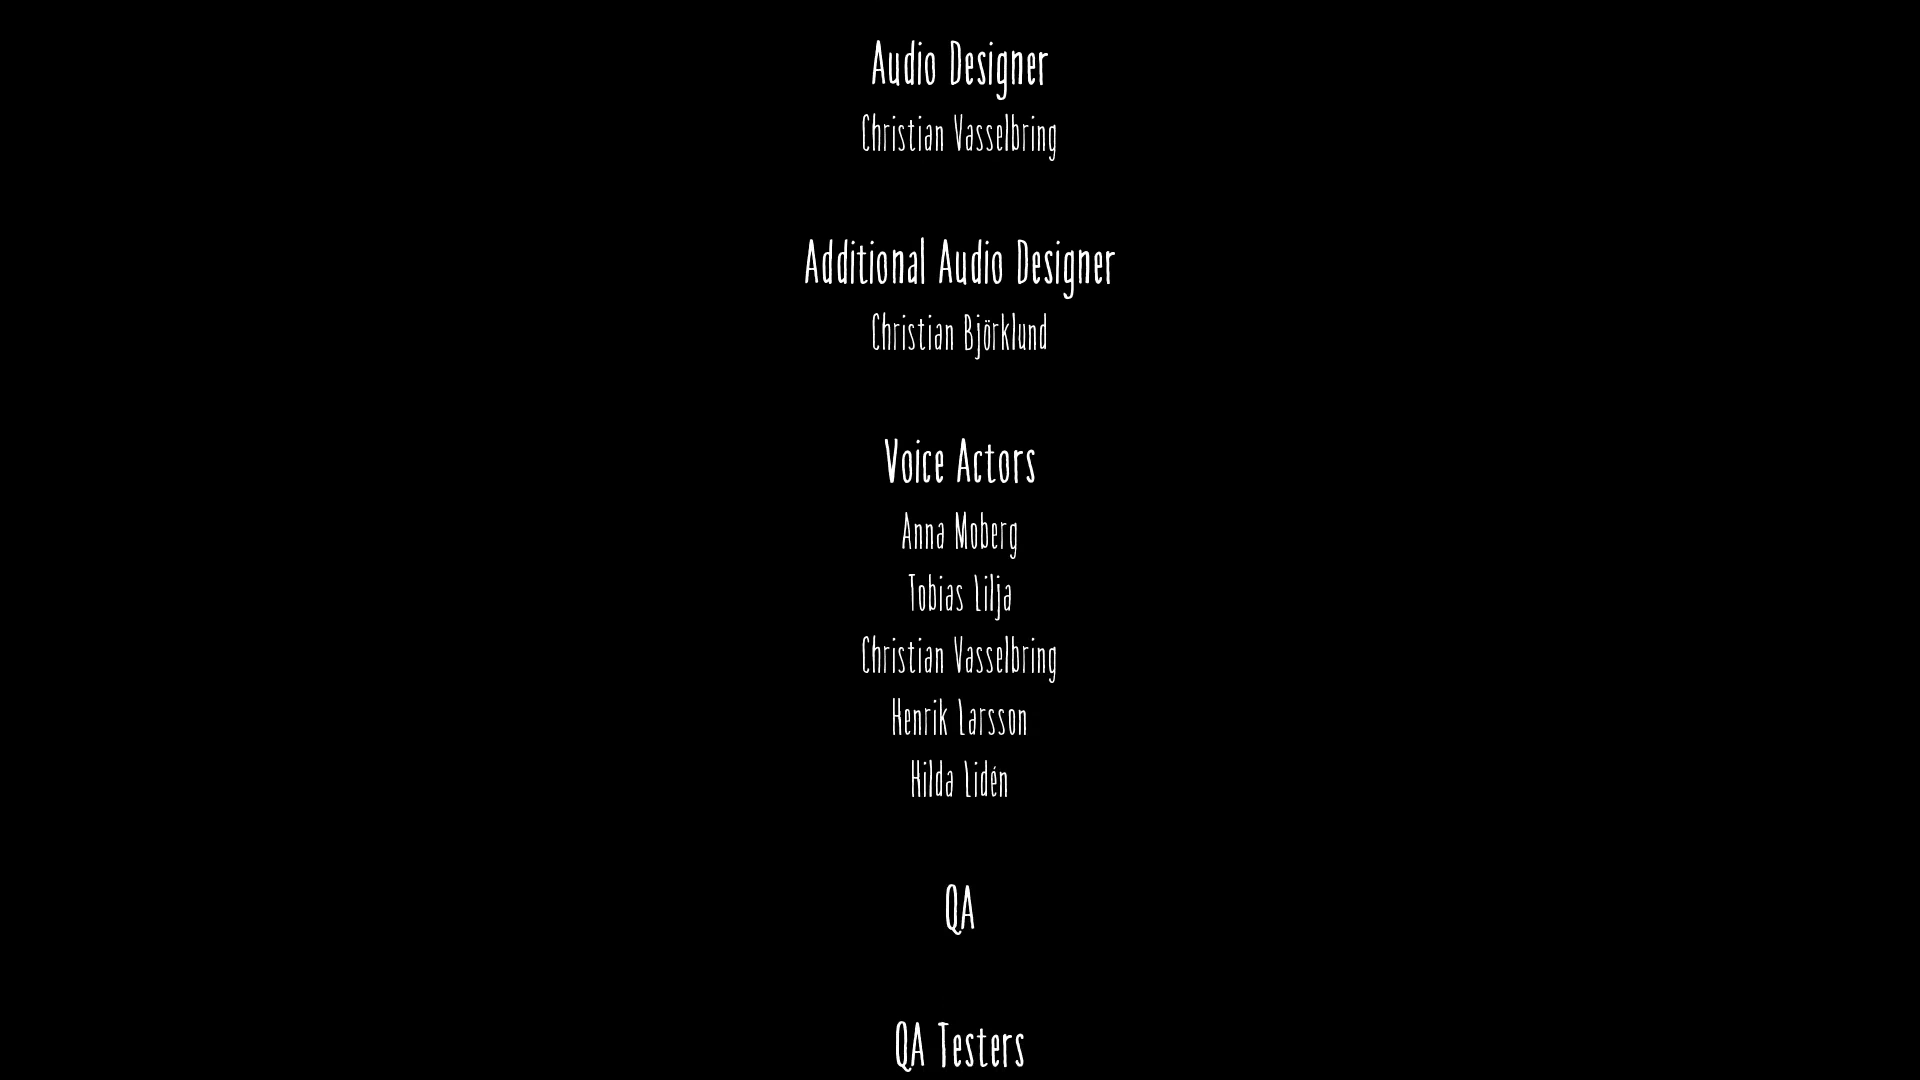 Audio Designer
Christian Vasselbring
Additional Audio Designer
Christian Björklund
Voice Actors
Anna Moberg
Tobias Lilja
Christian Vasselbring
Henrik Larsson
Hilda Lidén
QA
QA Testers